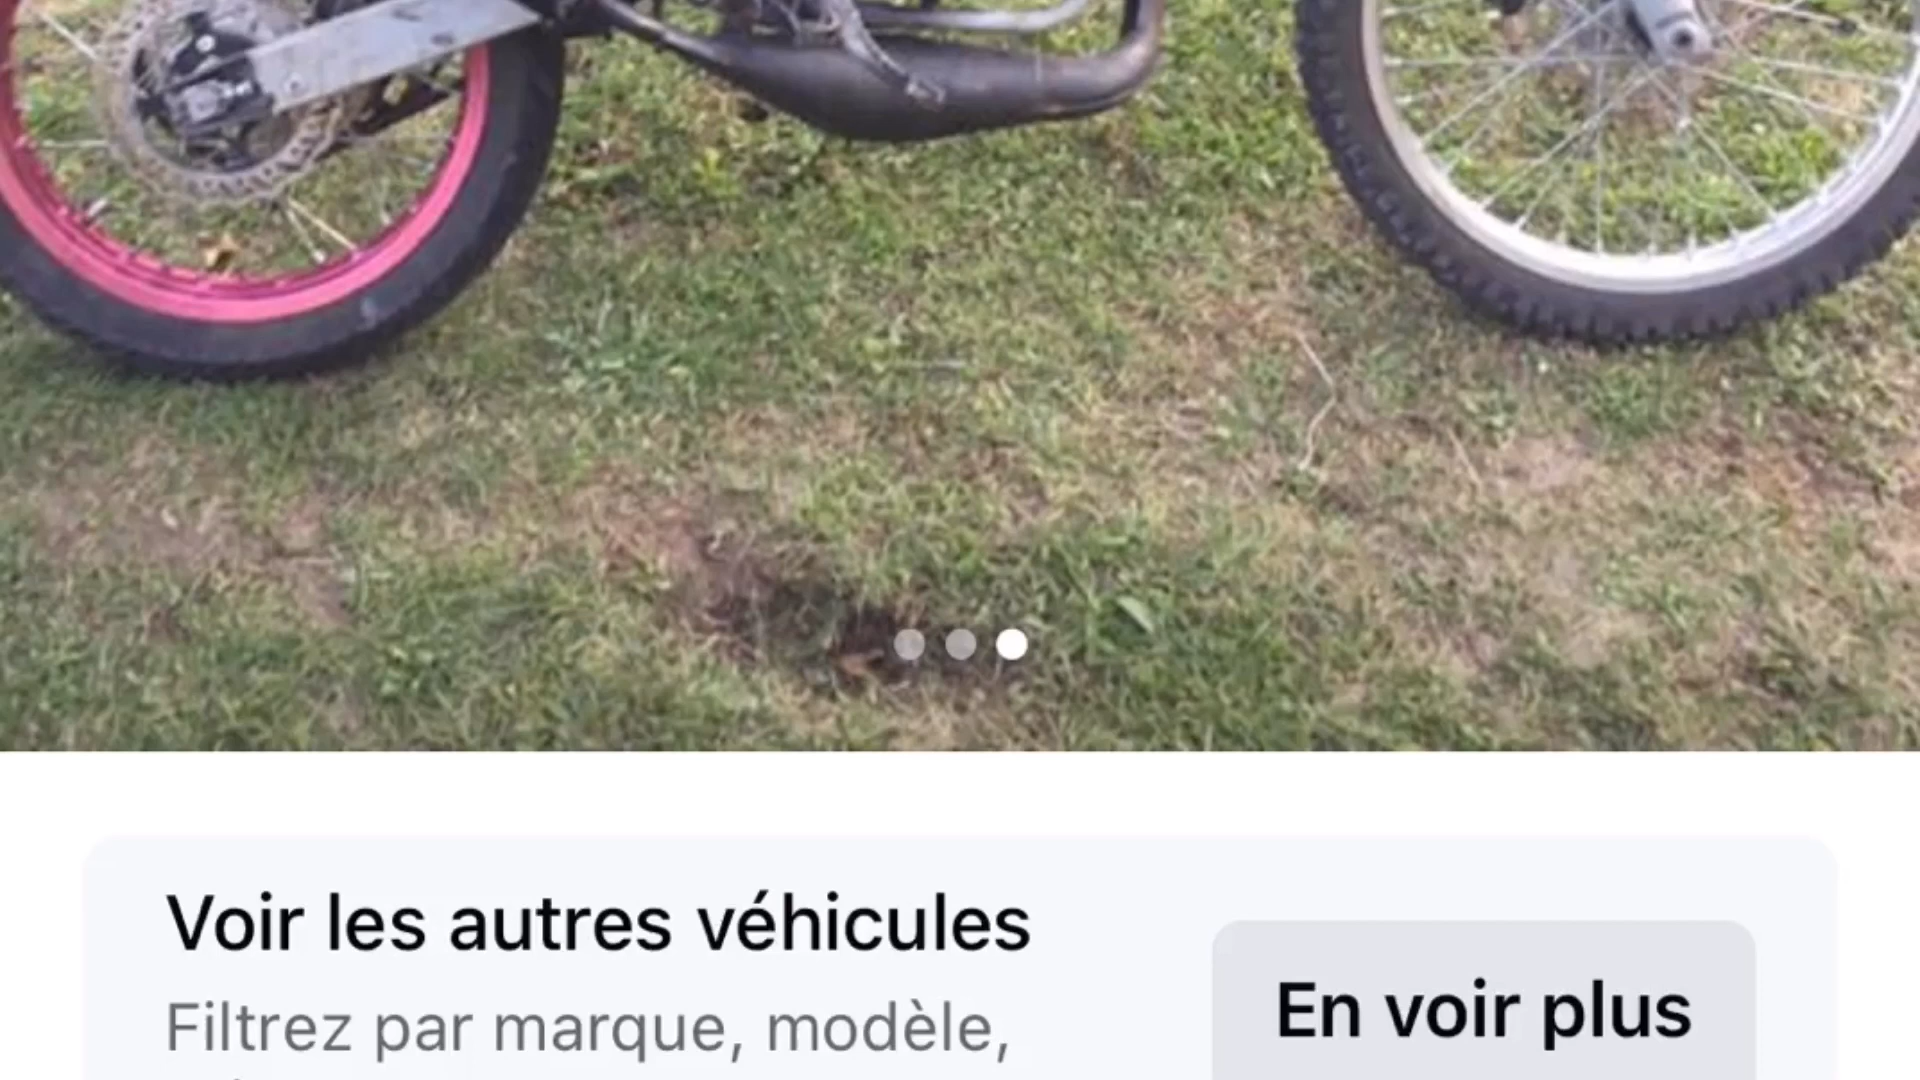 Voir les autres véhicules
En voir plus
Filtrez par marque, modèle,